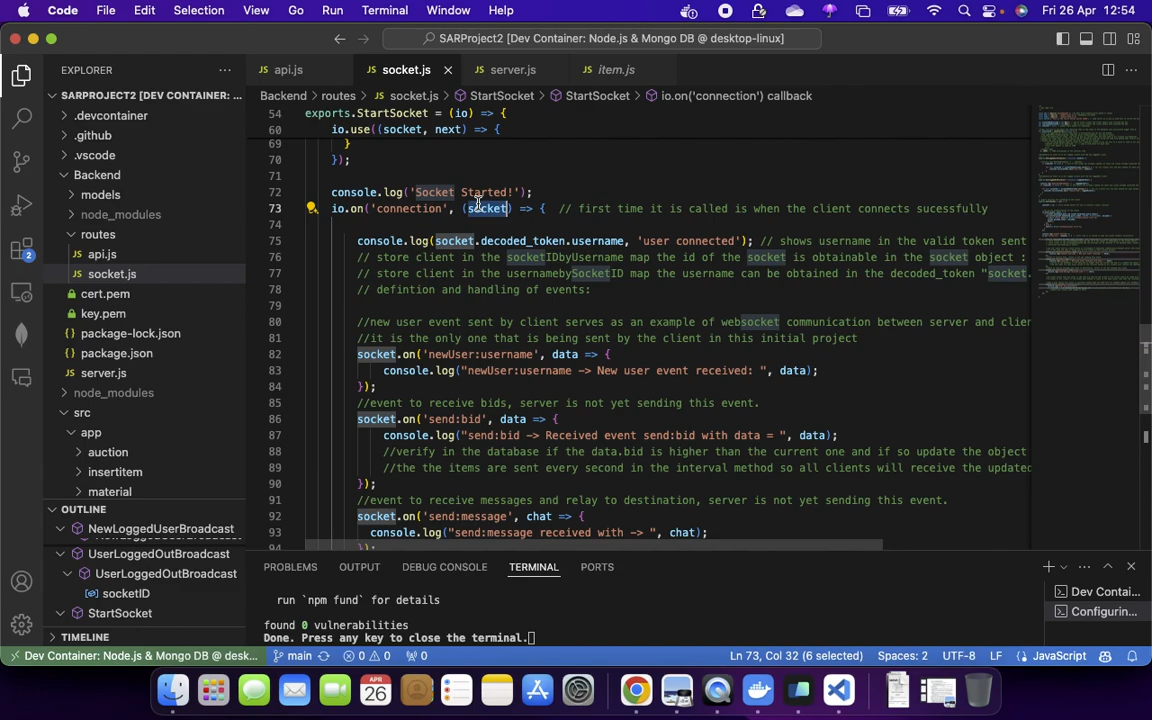 Code File Edit Selection View Go Run Terminal Window Help Fri 26 Apr 12:54
SARProject2 [Dev Container: Node.js & Mongo DB @ desktop-linux]
EXPLORER
api.js socket.js server.js item.js
SARPROJECT2 [DEV CONTAINER: ...
Backend > routes > socket.js > StartSocket > StartSocket > io.on('connection') callback
.devcontainer
.github
.vscode
Backend
models
node_modules
routes
api.js
socket.js
cert.pem
key.pem
package-lock.json
package.json
server.js
node_modules
src
app
auction
insertitem
material
OUTLINE
NewLoggedUserBroadcast
UserLoggedOutBroadcast
UserLoggedOutBroadcast
socketID
StartSocket
TIMELINE
54 exports.StartSocket = (io) => {
60 io.use((socket, next) => {
69 }
70 });
71
72 console.log('Socket Started!');
73 io.on('connection', (socket) => { // first time it is called is when the client connects sucessfully
74
75 console.log(socket.decoded_token.username, 'user connected'); // shows username in the valid token sent
76 // store client in the socketIDbyUsername map the id of the socket is obtainable in the socket object :
77 // store client in the usernamebySocketID map the username can be obtained in the decoded_token "socket.
78 // defintion and handling of events:
79
80 //new user event sent by client serves as an example of websocket communication between server and clien
81 //it is the only one that is being sent by the client in this initial project
82 socket.on('newUser:username', data => {
83 console.log("newUser:username -> New user event received: ", data);
84 });
85 //event to receive bids, server is not yet sending this event.
86 socket.on('send:bid', data => {
87 console.log("send:bid -> Received event send:bid with data = ", data);
88 //verify in the database if the data.bid is higher than the current one and if so update the object
89 //the the items are sent every second in the interval method so all clients will receive the updated
90 });
91 //event to receive messages and relay to destination, server is not yet sending this event.
92 socket.on('send:message', chat => {
93 console.log("send:message received with -> ", chat);
94 });
PROBLEMS OUTPUT DEBUG CONSOLE TERMINAL PORTS
run `npm fund` for details
found 0 vulnerabilities
Done. Press any key to close the terminal.
Dev Contai...
Configurin...
2
Dev Container: Node.js & Mongo DB @ desk... main 0 0 0 Ln 73, Col 32 (6 selected) Spaces: 2 UTF-8 LF JavaScript
APR
26